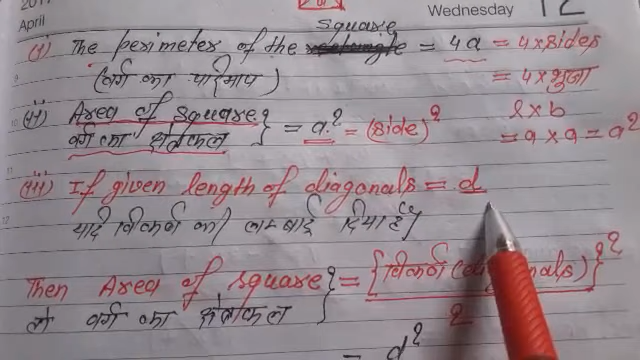 April
Wednesday 12
square
(i) The perimeter of the rectangle = 4a = 4×sides
(वर्ग का परिमाप) = 4×भुजा
(ii) Area of square } = a² = (side)² l×b
वर्ग का क्षेत्रफल = a×a = a²
(iii) If given length of diagonals = d
यदि विकर्ण की लम्बाई दिया है
Then Area of square } = {विकर्ण (diagonals)}²
तो वर्ग का क्षेत्रफल 2
= d²